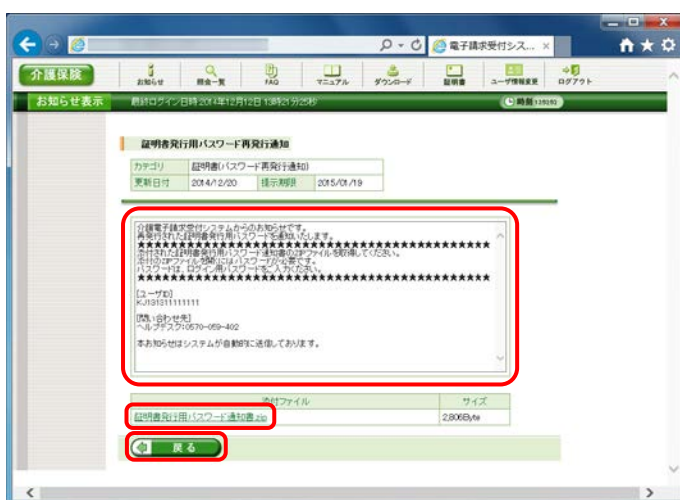 電子請求受付シス... ×
介護保険
お知らせ 照会一覧 FAQ マニュアル ダウンロード 証明書 ユーザ情報変更 ログアウト
お知らせ表示 最終ログイン日時:2014年12月12日 13時21分25秒 時刻
証明書発行用パスワード再発行通知
カテゴリ 証明書(パスワード再発行通知)
更新日付 2014/12/20 掲示期限 2015/01/19
介護電子請求受付システムからのお知らせです。
再発行された証明書発行用パスワードを通知いたします。
★★★★★★★★★★★★★★★★★★★★★★★★★★★★★★★★★★★★★★★★★★
添付された証明書発行用パスワード通知書のZIPファイルを取得してください。
添付のZIPファイルを開くにはパスワードが必要です。
パスワードは、ログイン用パスワードをご入力ください。
★★★★★★★★★★★★★★★★★★★★★★★★★★★★★★★★★★★★★★★★★★
[ユーザID]
KJ131311111111
[問い合わせ先]
ヘルプデスク:0570-059-402
本お知らせはシステムが自動的に送信しております。
添付ファイル サイズ
証明書発行用パスワード通知書.zip 2,806Byte
戻る